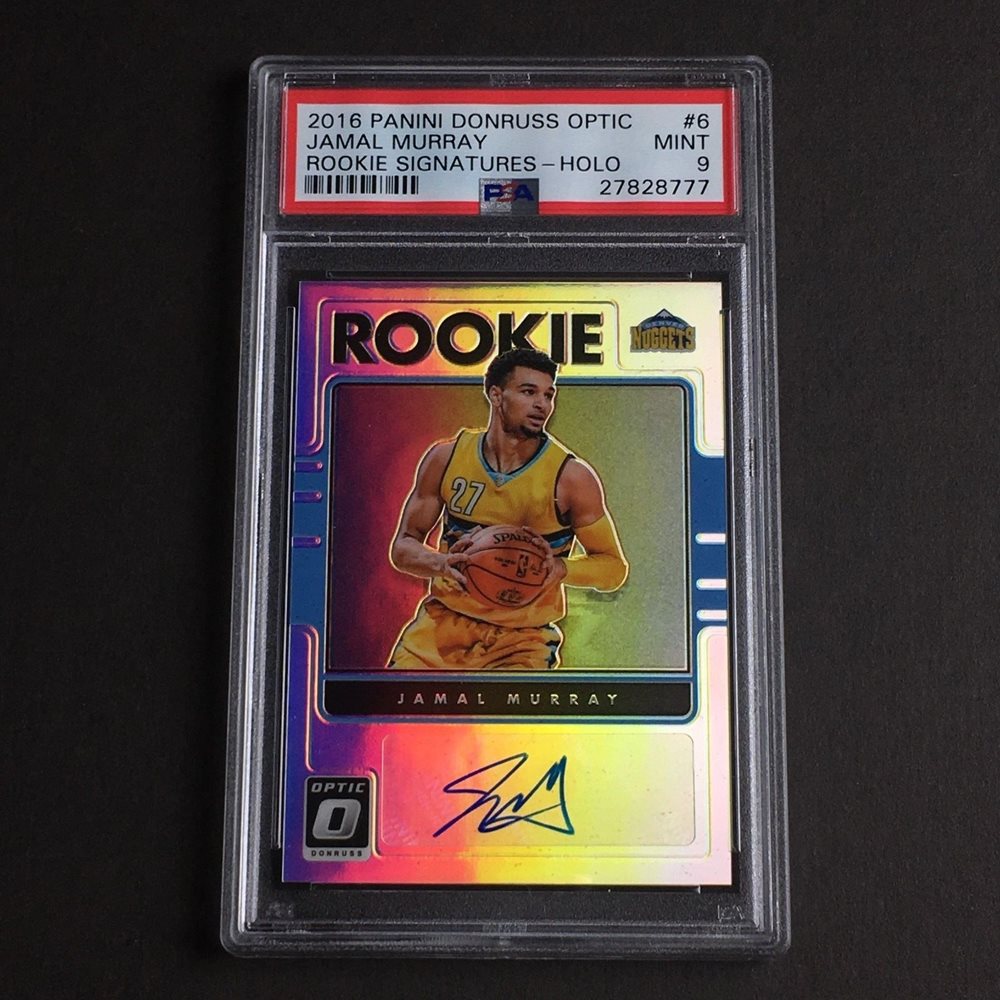 2016 PANINI DONRUSS OPTIC #6
JAMAL MURRAY MINT
ROOKIE SIGNATURES - HOLO 9
PSA 27828777
ROOKIE
DENVER
NUGGETS
27
SPALDING
JAMAL MURRAY
OPTIC
DONRUSS